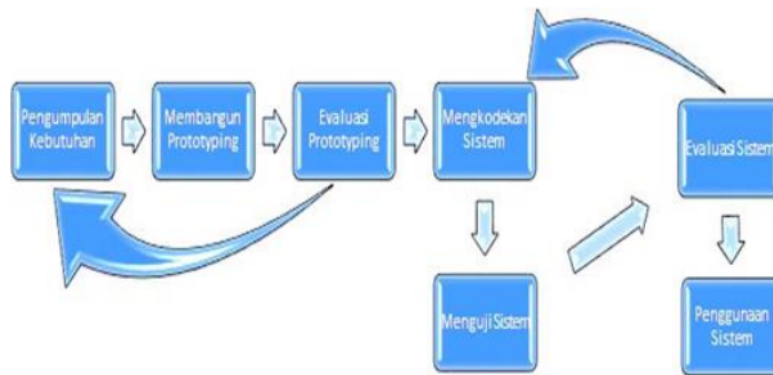 Pengumpulan
Kebutuhan
Membangun
Prototyping
Evaluasi
Prototyping
Mengkodekan
Sistem
Evaluasi Sistem
Menguji Sistem
Penggunaan
Sistem